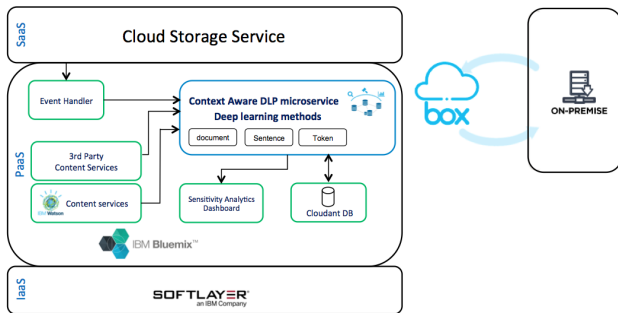 SaaS
Cloud Storage Service
PaaS
Event Handler
Context Aware DLP microservice
Deep learning methods
document
Sentence
Token
3rd Party
Content Services
IBM Watson
Content services
Sensitivity Analytics
Dashboard
Cloudant DB
IBM Bluemix™
IaaS
SOFTLAYER®
an IBM Company
box
ON-PREMISE